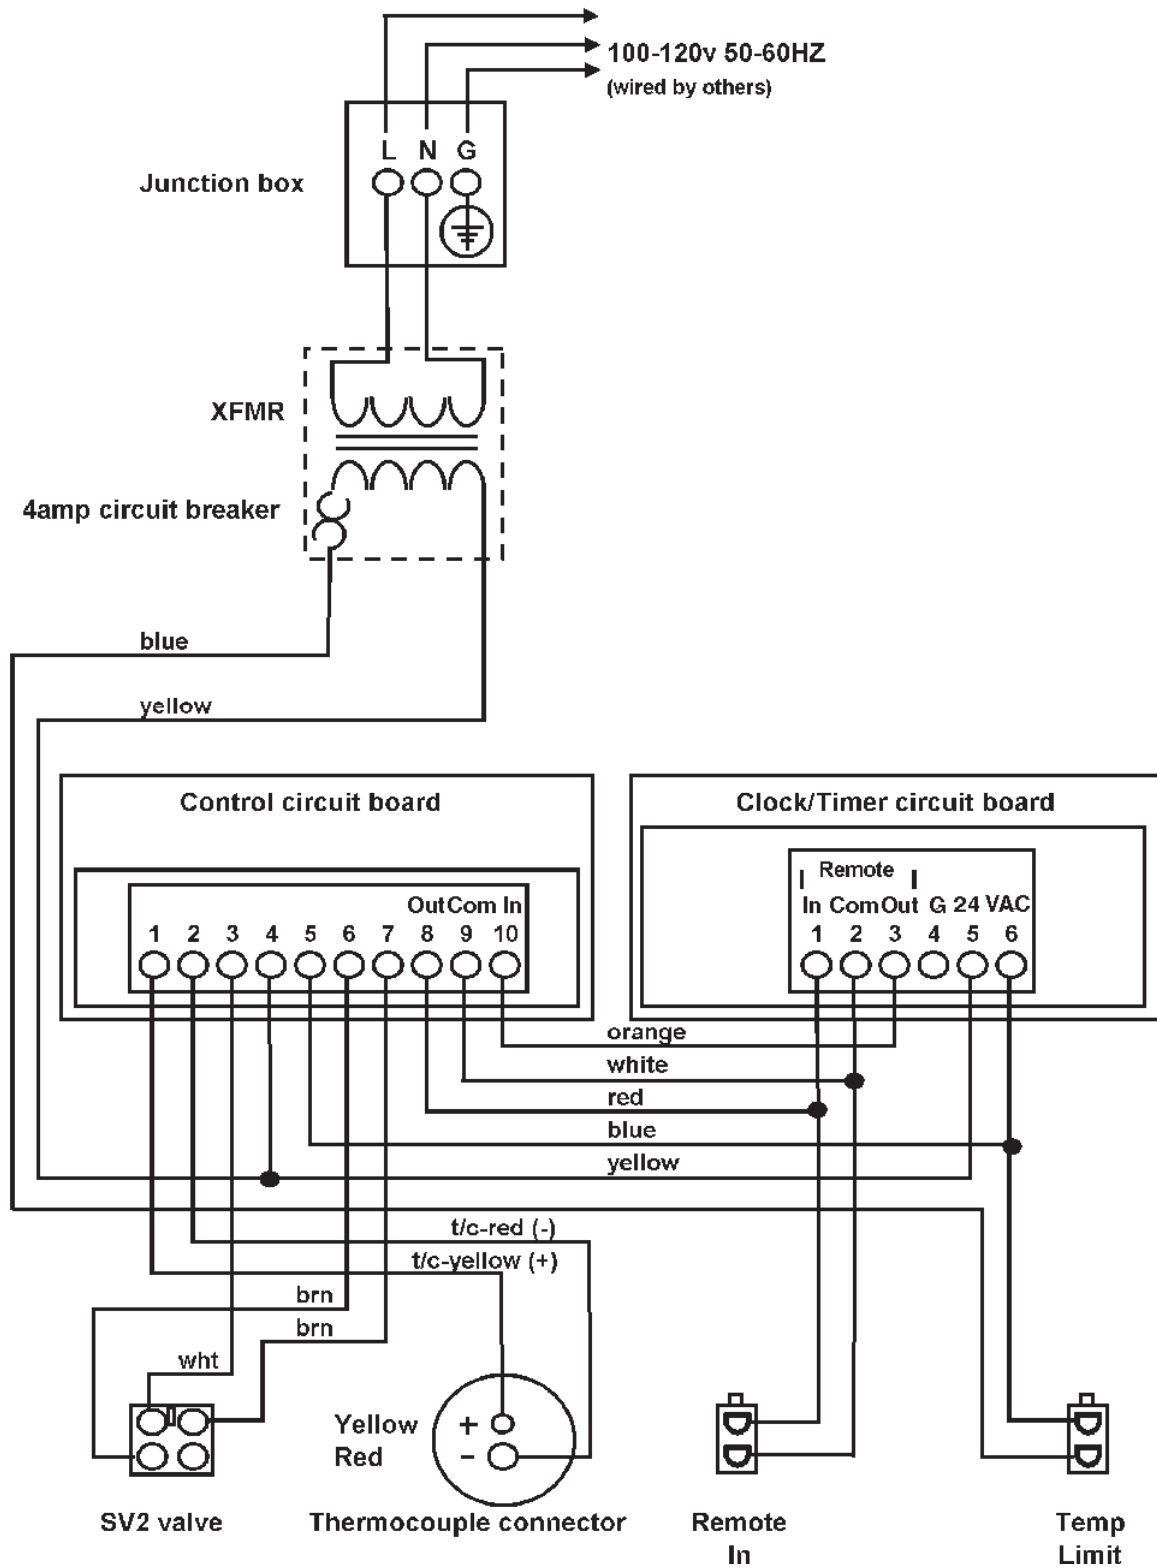 100-120v 50-60HZ
(wired by others)
L N G
Junction box
XFMR
4amp circuit breaker
blue
yellow
Control circuit board
Out Com In
1 2 3 4 5 6 7 8 9 10
Clock/Timer circuit board
Remote
In Com Out G 24 VAC
1 2 3 4 5 6
orange
white
red
blue
yellow
t/c-red (-)
t/c-yellow (+)
brn
brn
wht
Yellow +
Red −
SV2 valve
Thermocouple connector
Remote
In
Temp
Limit